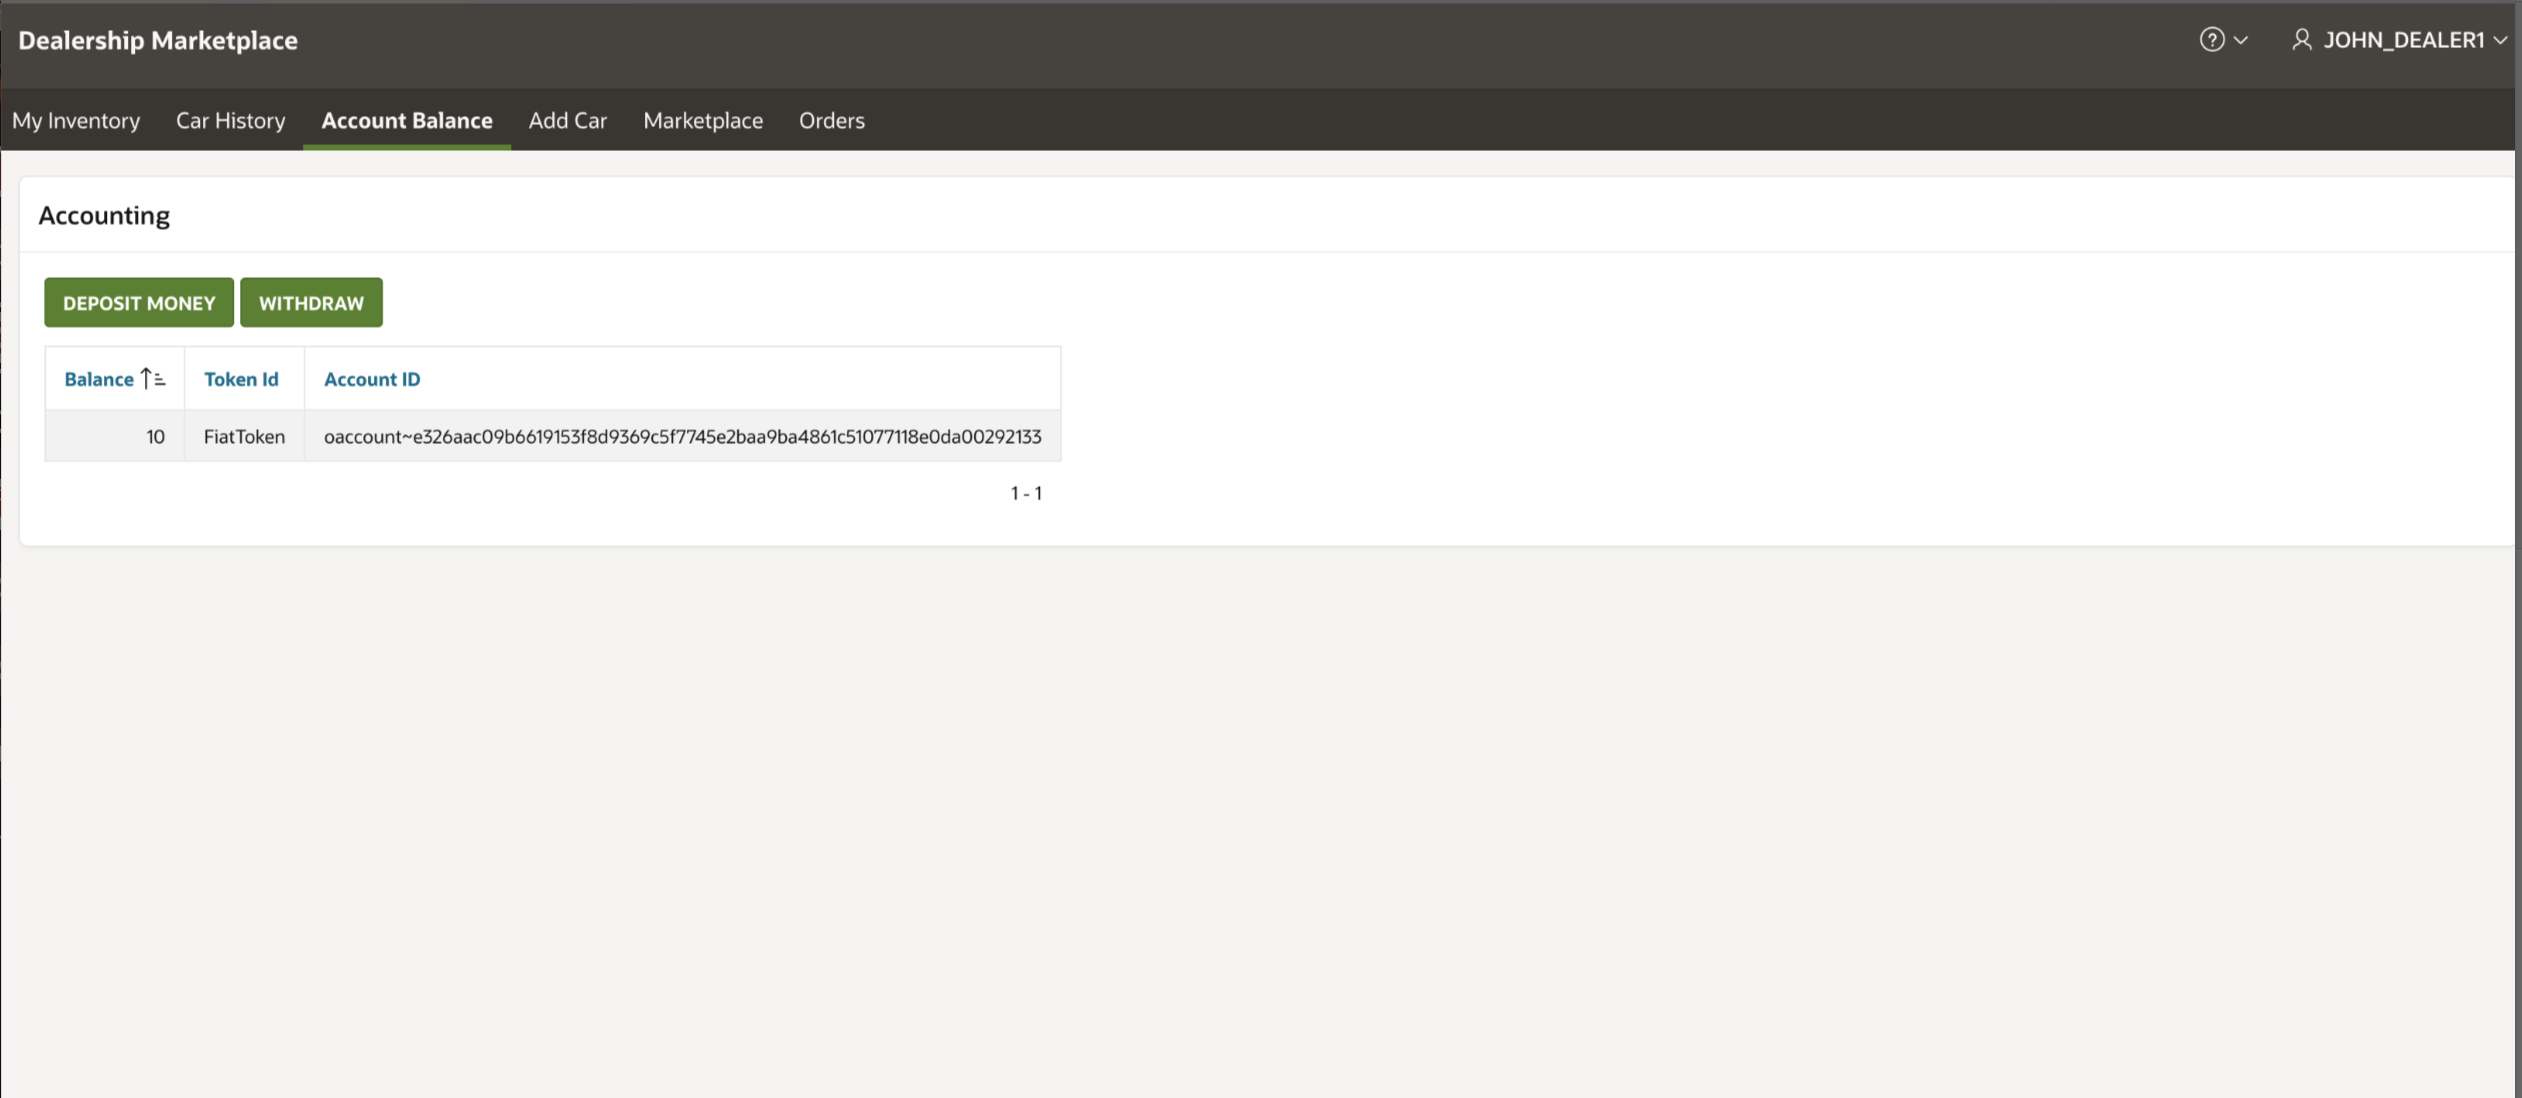 Dealership Marketplace
? JOHN_DEALER1
My Inventory Car History Account Balance Add Car Marketplace Orders
Accounting
DEPOSIT MONEY WITHDRAW
Balance Token Id Account ID
10 FiatToken oaccount~e326aac09b6619153f8d9369c5f7745e2baa9ba4861c51077118e0da00292133
1 - 1